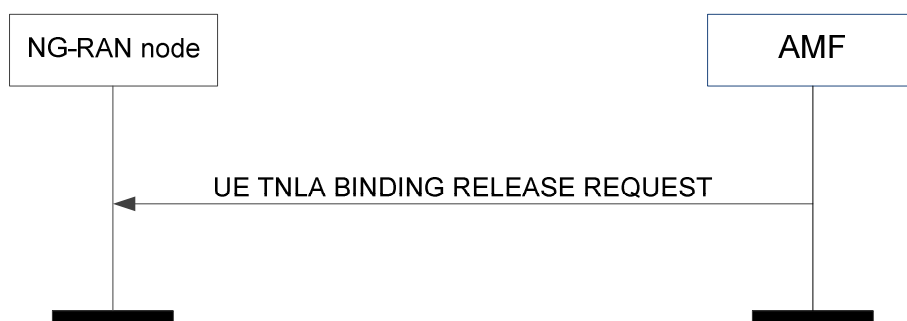 NG-RAN node
AMF
UE TNLA BINDING RELEASE REQUEST